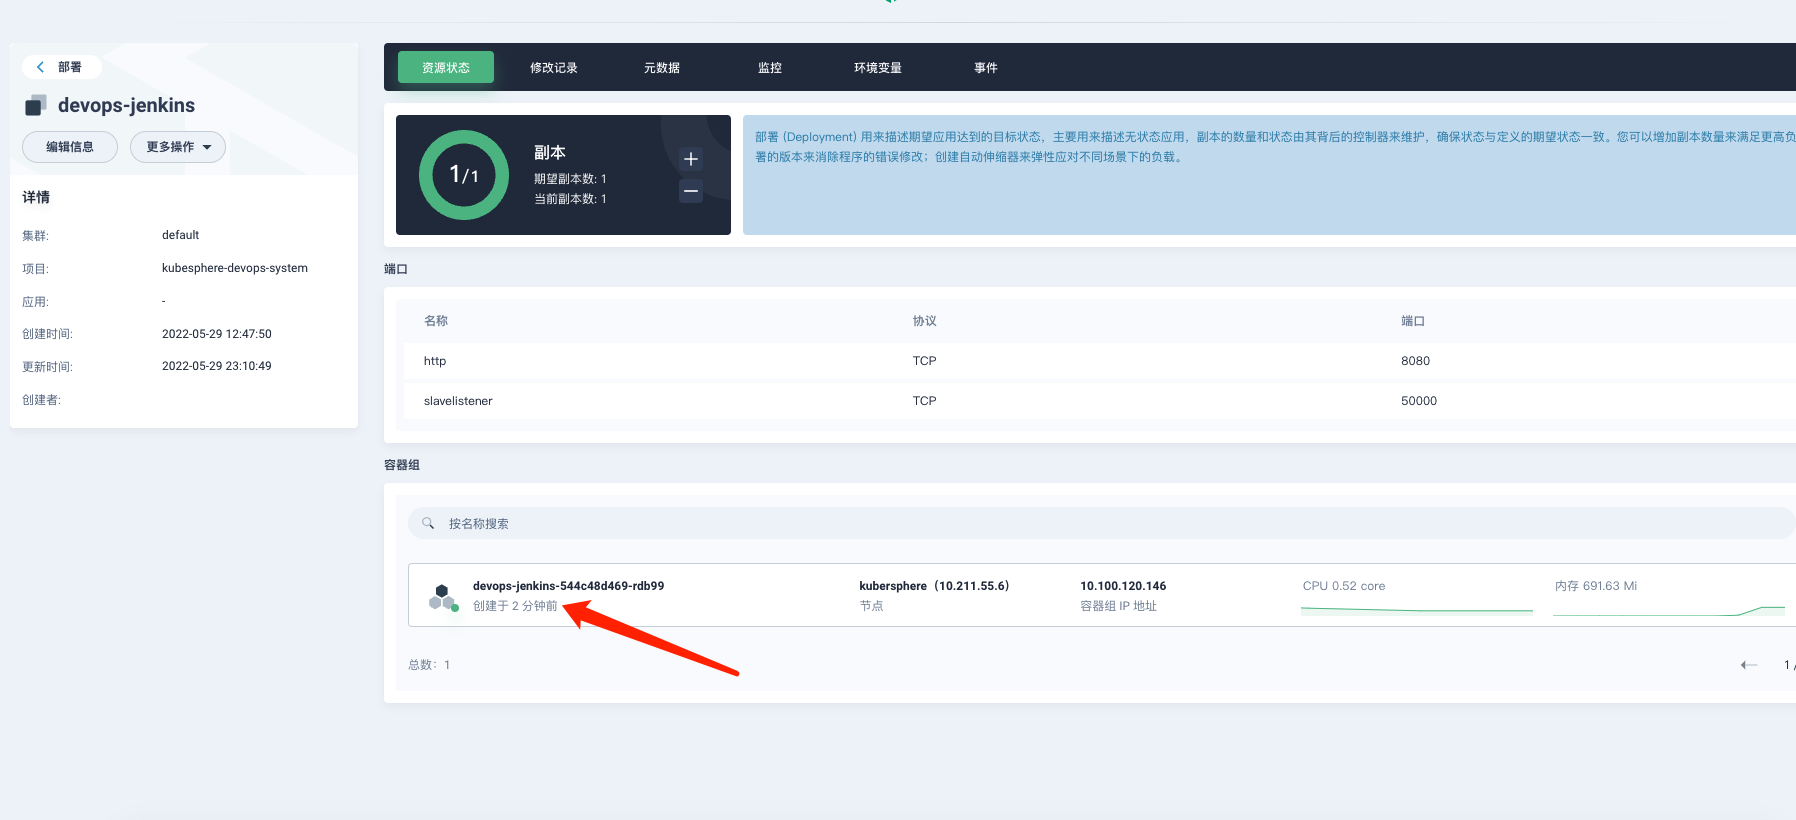 部署
devops-jenkins
编辑信息
更多操作
详情
集群: default
项目: kubesphere-devops-system
应用: -
创建时间: 2022-05-29 12:47:50
更新时间: 2022-05-29 23:10:49
创建者:
资源状态 修改记录 元数据 监控 环境变量 事件
1/1
副本
期望副本数: 1
当前副本数: 1
部署 (Deployment) 用来描述期望应用达到的目标状态，主要用来描述无状态应用，副本的数量和状态由其背后的控制器来维护，确保状态与定义的期望状态一致。您可以增加副本数量来满足更高负
署的版本来消除程序的错误修改；创建自动伸缩器来弹性应对不同场景下的负载。
端口
名称 协议 端口
http TCP 8080
slavelistener TCP 50000
容器组
按名称搜索
devops-jenkins-544c48d469-rdb99 kubersphere（10.211.55.6） 10.100.120.146 CPU 0.52 core 内存 691.63 Mi
创建于 2 分钟前 节点 容器组 IP 地址
总数：1
1 /